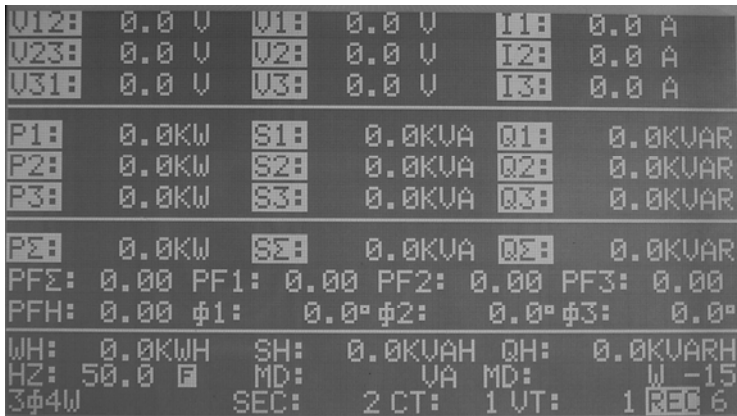 V12: 0.0 V V1: 0.0 V I1: 0.0 A
V23: 0.0 V V2: 0.0 V I2: 0.0 A
V31: 0.0 V V3: 0.0 V I3: 0.0 A
P1: 0.0KW S1: 0.0KVA Q1: 0.0KVAR
P2: 0.0KW S2: 0.0KVA Q2: 0.0KVAR
P3: 0.0KW S3: 0.0KVA Q3: 0.0KVAR
PΣ: 0.0KW SΣ: 0.0KVA QΣ: 0.0KVAR
PFΣ: 0.00 PF1: 0.00 PF2: 0.00 PF3: 0.00
PFH: 0.00 ϕ1: 0.0° ϕ2: 0.0° ϕ3: 0.0°
WH: 0.0KWH SH: 0.0KVAH QH: 0.0KVARH
HZ: 50.0 F MD: VA MD: W -15
3ϕ4W SEC: 2 CT: 1 VT: 1 REC 6